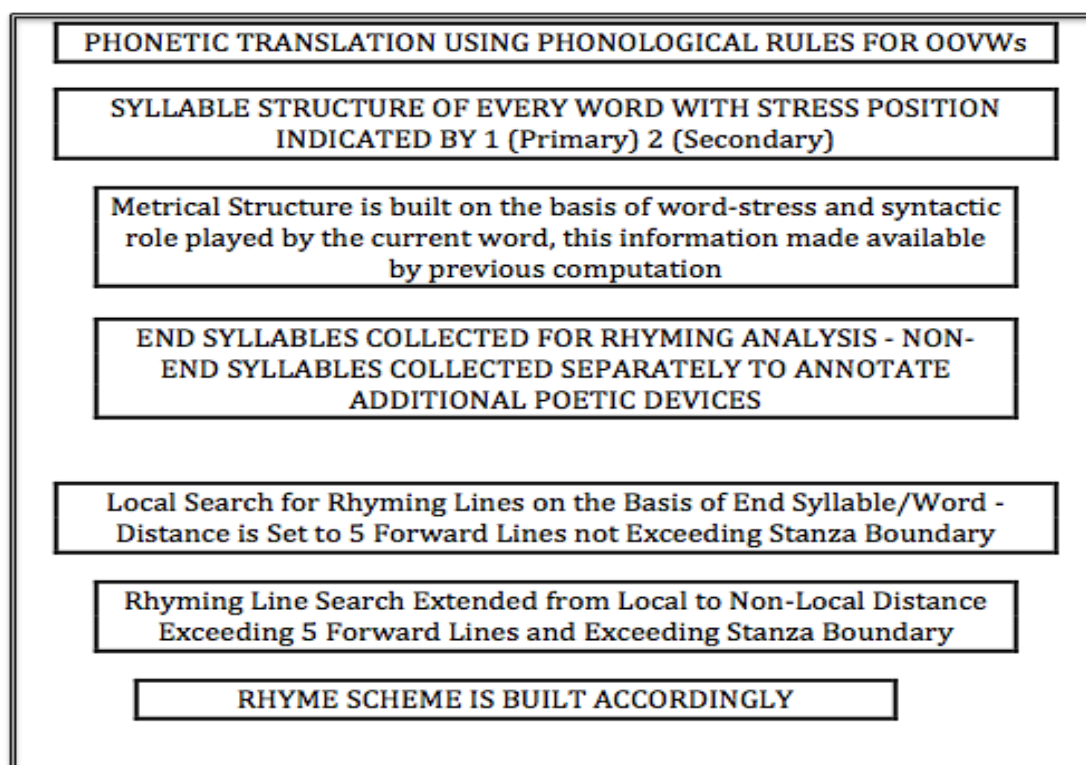 PHONETIC TRANSLATION USING PHONOLOGICAL RULES FOR OOVWs
SYLLABLE STRUCTURE OF EVERY WORD WITH STRESS POSITION
INDICATED BY 1 (Primary) 2 (Secondary)
Metrical Structure is built on the basis of word-stress and syntactic
role played by the current word, this information made available
by previous computation
END SYLLABLES COLLECTED FOR RHYMING ANALYSIS - NON-
END SYLLABLES COLLECTED SEPARATELY TO ANNOTATE
ADDITIONAL POETIC DEVICES
Local Search for Rhyming Lines on the Basis of End Syllable/Word -
Distance is Set to 5 Forward Lines not Exceeding Stanza Boundary
Rhyming Line Search Extended from Local to Non-Local Distance
Exceeding 5 Forward Lines and Exceeding Stanza Boundary
RHYME SCHEME IS BUILT ACCORDINGLY